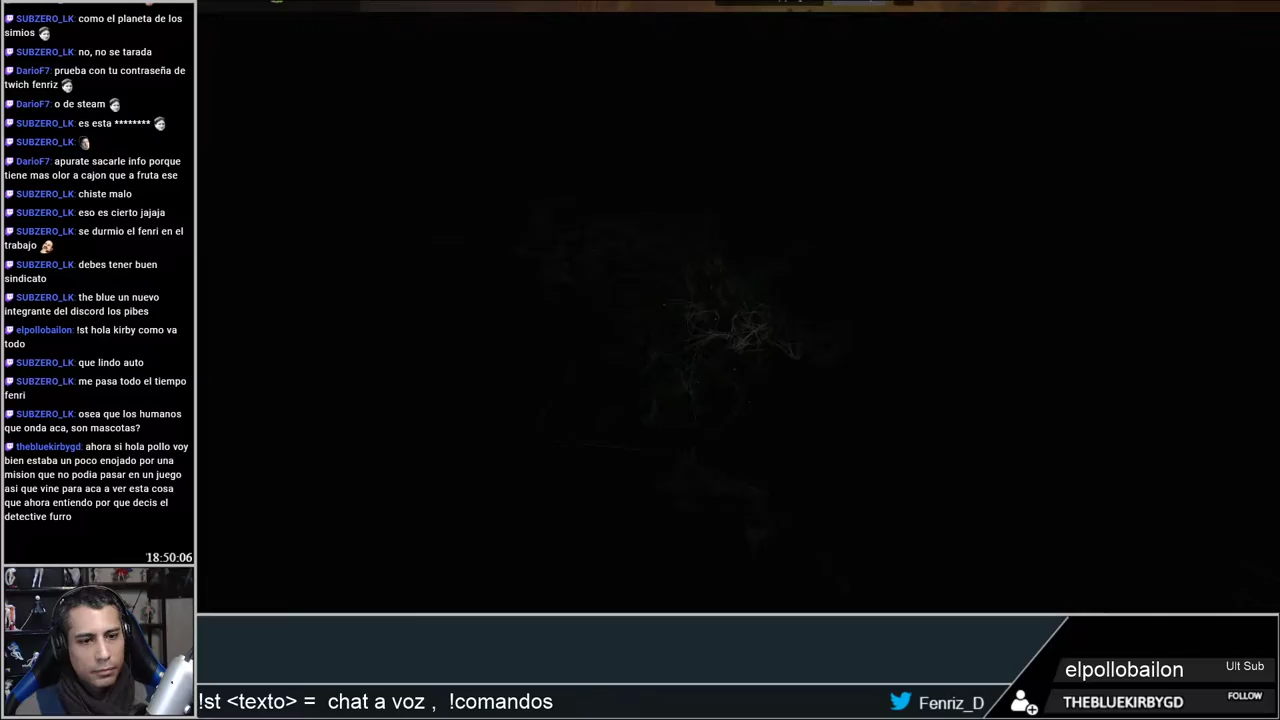 SUBZERO_LK: como el planeta de los
simios
SUBZERO_LK: no, no se tarada
DarioF7: prueba con tu contraseña de
twich fenriz
DarioF7: o de steam
SUBZERO_LK: es esta ********
SUBZERO_LK:
DarioF7: apurate sacarle info porque
tiene mas olor a cajon que a fruta ese
SUBZERO_LK: chiste malo
SUBZERO_LK: eso es cierto jajaja
SUBZERO_LK: se durmio el fenri en el
trabajo
SUBZERO_LK: debes tener buen
sindicato
SUBZERO_LK: the blue un nuevo
integrante del discord los pibes
elpollobailon: !st hola kirby como va
todo
SUBZERO_LK: que lindo auto
SUBZERO_LK: me pasa todo el tiempo
fenri
SUBZERO_LK: osea que los humanos
que onda aca, son mascotas?
thebluekirbygd: ahora si hola pollo voy
bien estaba un poco enojado por una
mision que no podia pasar en un juego
asi que vine para aca a ver esta cosa
que ahora entiendo por que decis el
detective furro
18:50:06
elpollobailon Ult Sub
!st <texto> = chat a voz , !comandos
Fenriz_D
THEBLUEKIRBYGD FOLLOW